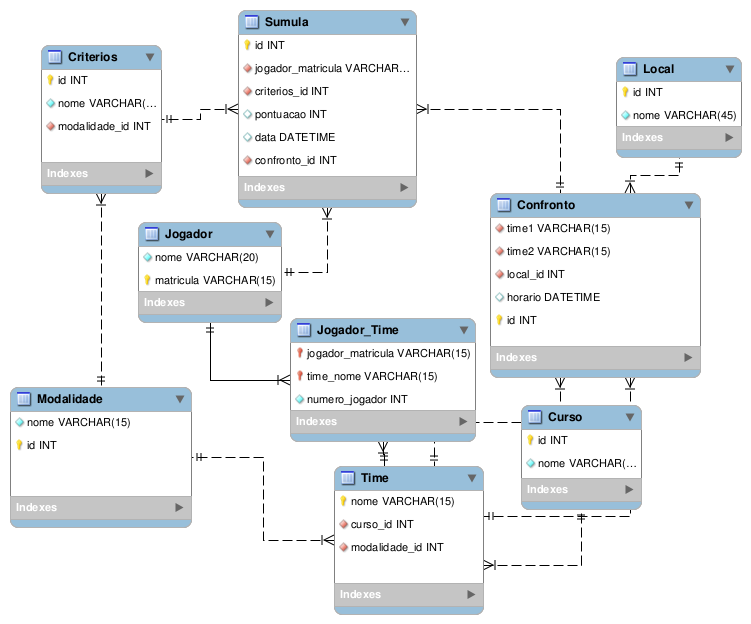 Sumula
id INT
jogador_matricula VARCHAR...
criterios_id INT
pontuacao INT
data DATETIME
confronto_id INT
Indexes
Criterios
id INT
nome VARCHAR(...
modalidade_id INT
Indexes
Local
id INT
nome VARCHAR(45)
Indexes
Confronto
time1 VARCHAR(15)
time2 VARCHAR(15)
local_id INT
horario DATETIME
id INT
Indexes
Jogador
nome VARCHAR(20)
matricula VARCHAR(15)
Indexes
Jogador_Time
jogador_matricula VARCHAR(15)
time_nome VARCHAR(15)
numero_jogador INT
Indexes
Modalidade
nome VARCHAR(15)
id INT
Indexes
Curso
id INT
nome VARCHAR(...
Indexes
Time
nome VARCHAR(15)
curso_id INT
modalidade_id INT
Indexes